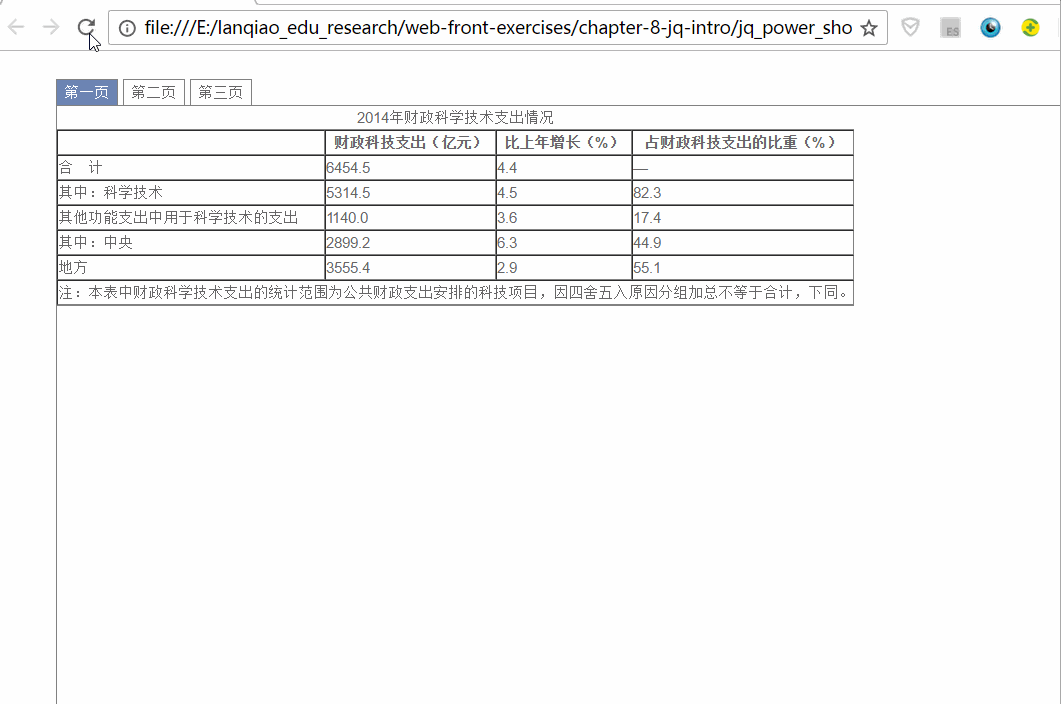 file:///E:/lanqiao_edu_research/web-front-exercises/chapter-8-jq-intro/jq_power_sho
ES
第一页 第二页 第三页
2014年财政科学技术支出情况
财政科技支出（亿元） 比上年增长（%） 占财政科技支出的比重（%）
合　计 6454.5 4.4 —
其中：科学技术 5314.5 4.5 82.3
其他功能支出中用于科学技术的支出 1140.0 3.6 17.4
其中：中央 2899.2 6.3 44.9
地方 3555.4 2.9 55.1
注：本表中财政科学技术支出的统计范围为公共财政支出安排的科技项目，因四舍五入原因分组加总不等于合计，下同。